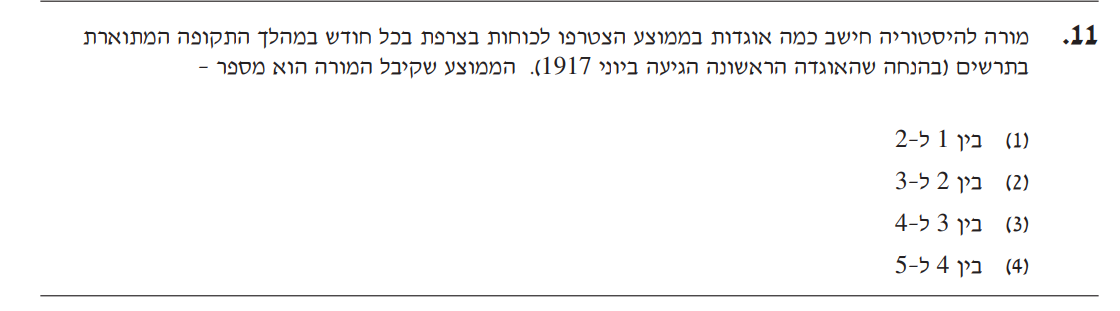 11. מורה להיסטוריה חישב כמה אוגדות בממוצע הצטרפו לכוחות בצרפת בכל חודש במהלך התקופה המתוארת
בתרשים (בהנחה שהאוגדה הראשונה הגיעה ביוני 1917). הממוצע שקיבל המורה הוא מספר -
(1) בין 1 ל-2
(2) בין 2 ל-3
(3) בין 3 ל-4
(4) בין 4 ל-5